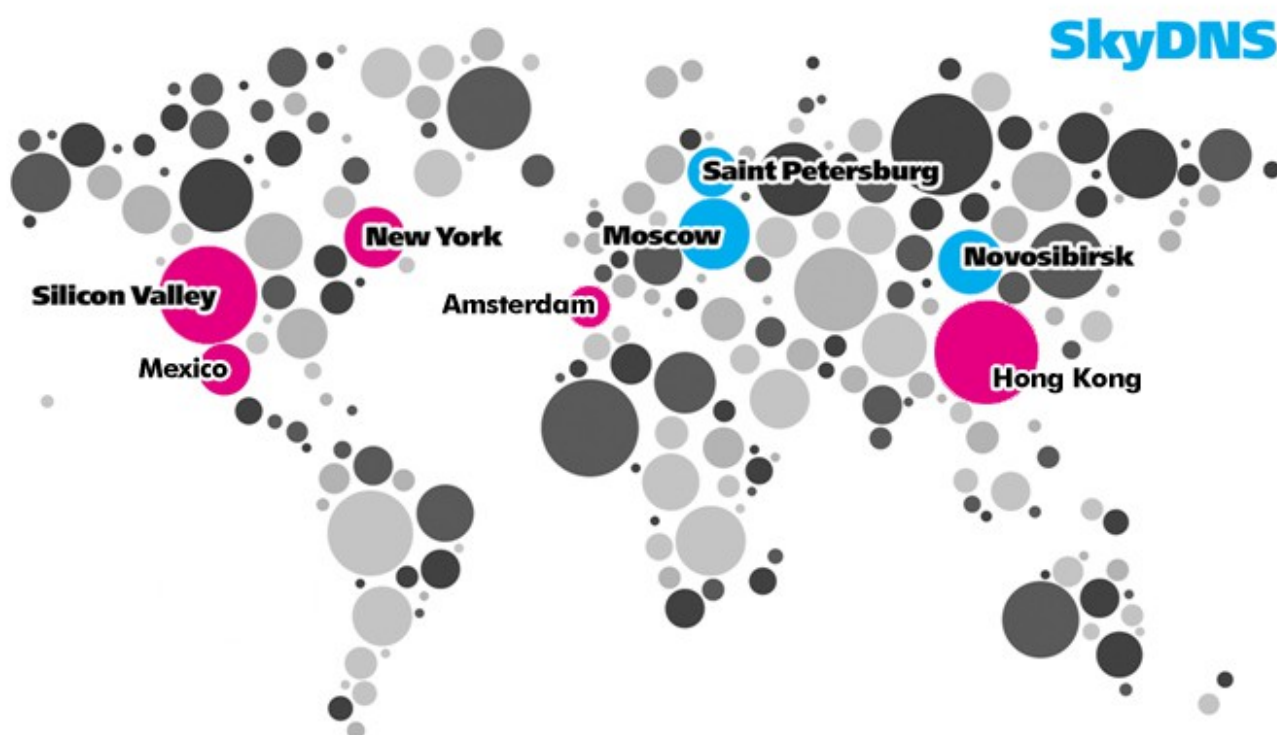 SkyDNS
Saint Petersburg
New York
Moscow
Novosibirsk
Silicon Valley
Amsterdam
Mexico
Hong Kong